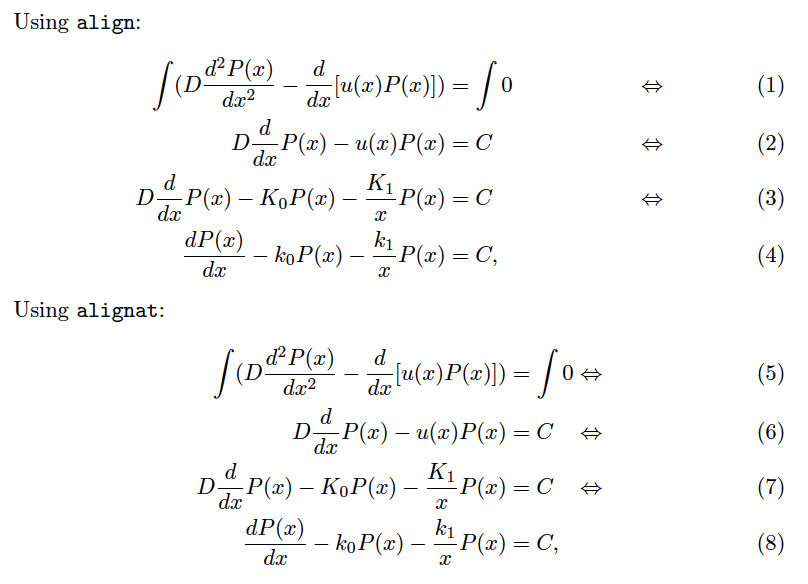 Using align:
∫(D d²P(x)/dx² − d/dx [u(x)P(x)]) = ∫ 0 ⇔ (1)
D d/dx P(x) − u(x)P(x) = C ⇔ (2)
D d/dx P(x) − K₀P(x) − K₁/x P(x) = C ⇔ (3)
dP(x)/dx − k₀P(x) − k₁/x P(x) = C, (4)
Using alignat:
∫(D d²P(x)/dx² − d/dx [u(x)P(x)]) = ∫ 0 ⇔ (5)
D d/dx P(x) − u(x)P(x) = C ⇔ (6)
D d/dx P(x) − K₀P(x) − K₁/x P(x) = C ⇔ (7)
dP(x)/dx − k₀P(x) − k₁/x P(x) = C, (8)